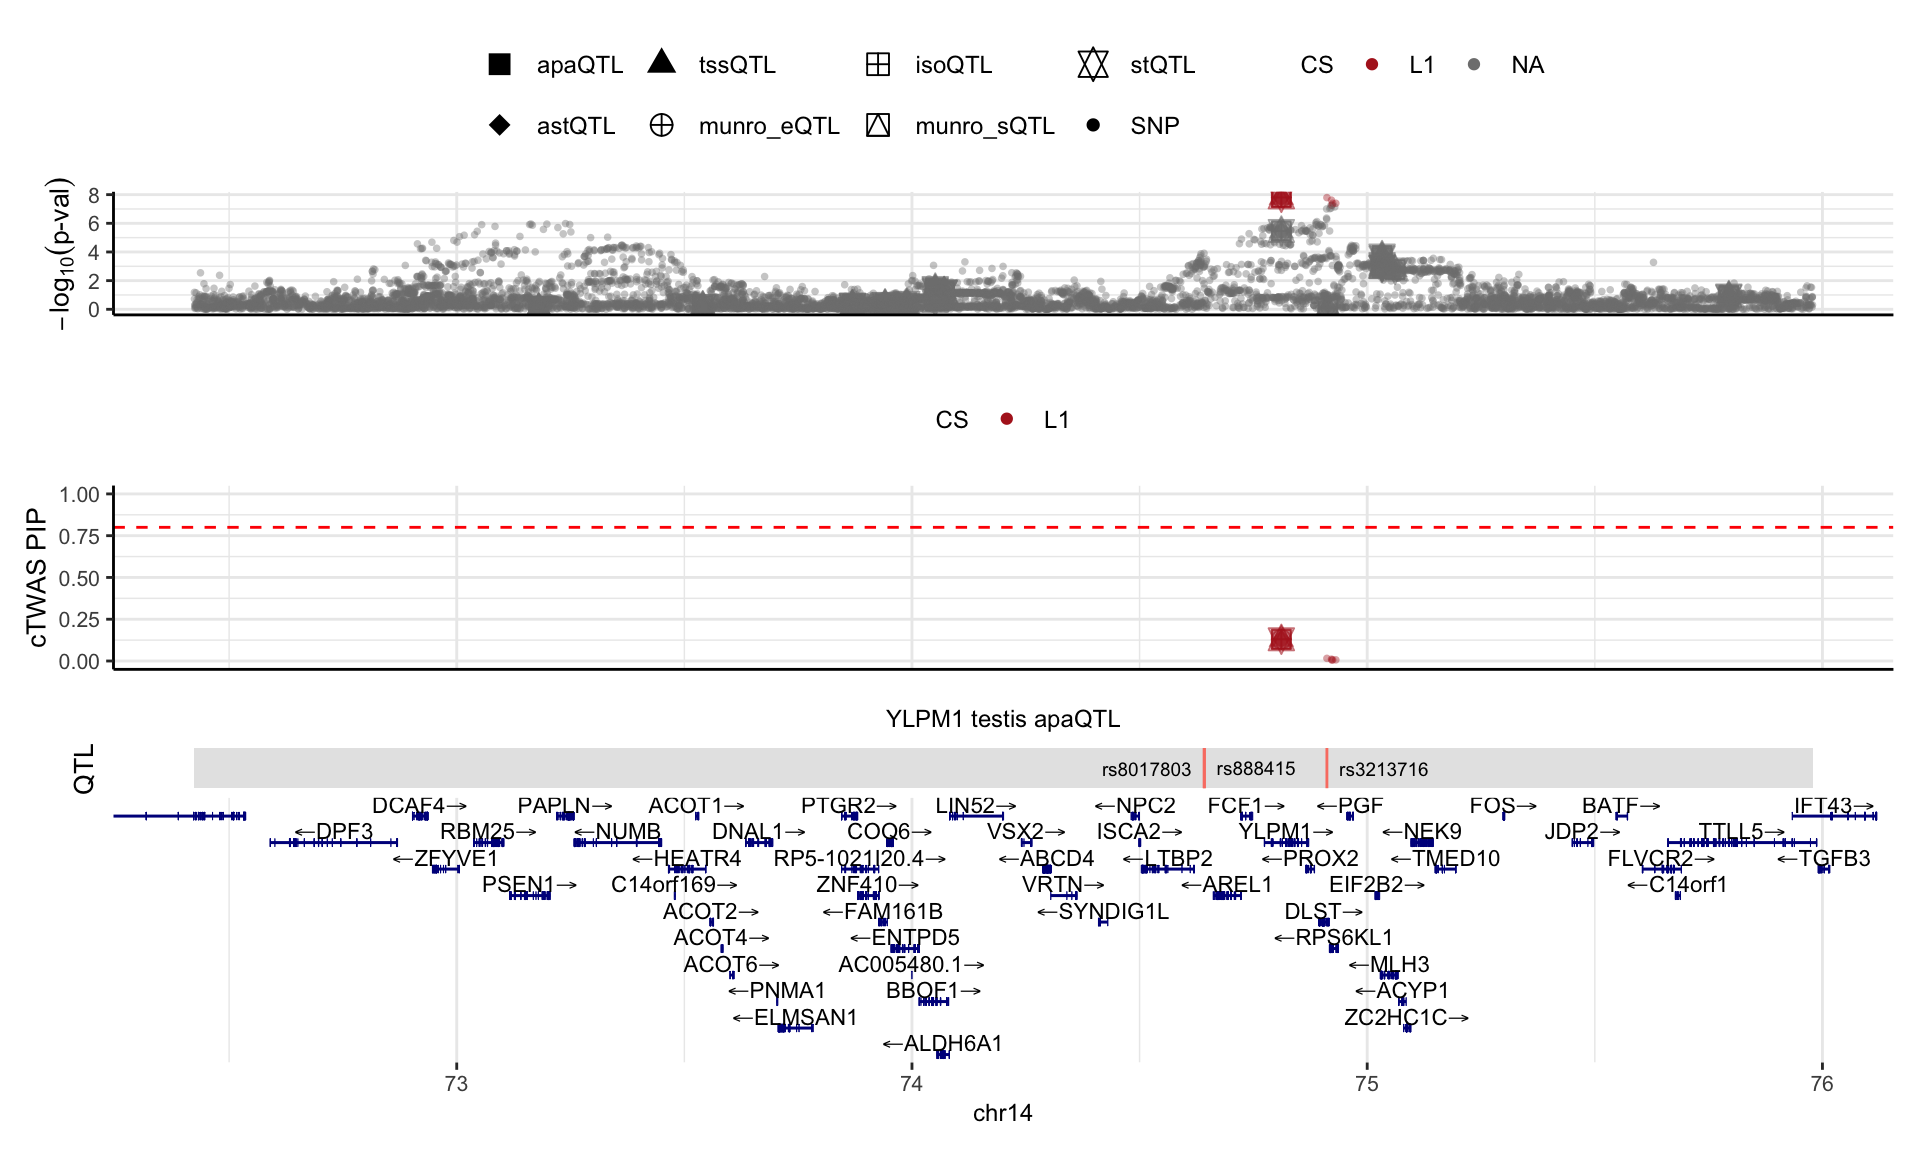 apaQTL tssQTL isoQTL stQTL CS L1 NA
astQTL munro_eQTL munro_sQTL SNP
−log10(p-val)
8
6
4
2
0
CS L1
cTWAS PIP
1.00
0.75
0.50
0.25
0.00
YLPM1 testis apaQTL
QTL
rs8017803 rs888415 rs3213716
DCAF4→ PAPLN→ ACOT1→ PTGR2→ LIN52→ ←NPC2 FCF1→ ←PGF FOS→ BATF→ IFT43→
←DPF3 RBM25→ ←NUMB DNAL1→ COQ6→ VSX2→ ISCA2→ YLPM1→ ←NEK9 JDP2→ TTLL5→
←ZFYVE1 ←HEATR4 RP5-1021I20.4→ ←ABCD4 ←LTBP2 ←PROX2 ←TMED10 FLVCR2→ ←TGFB3
PSEN1→ C14orf169→ ZNF410→ VRTN→ ←AREL1 EIF2B2→ ←C14orf1
ACOT2→ ←FAM161B ←SYNDIG1L DLST→
ACOT4→ ←ENTPD5 ←RPS6KL1
ACOT6→ AC005480.1→ ←MLH3
←PNMA1 BBOF1→ ←ACYP1
←ELMSAN1 ZC2HC1C→
←ALDH6A1
73 74 75 76
chr14